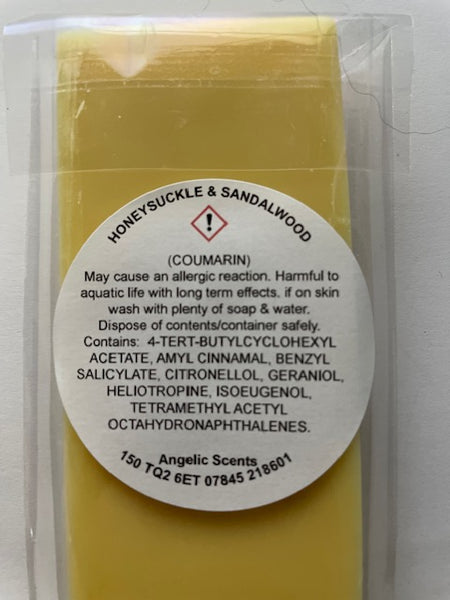 HONEYSUCKLE & SANDALWOOD
!
(COUMARIN)
May cause an allergic reaction. Harmful to
aquatic life with long term effects. if on skin
wash with plenty of soap & water.
Dispose of contents/container safely.
Contains: 4-TERT-BUTYLCYCLOHEXYL
ACETATE, AMYL CINNAMAL, BENZYL
SALICYLATE, CITRONELLOL, GERANIOL,
HELIOTROPINE, ISOEUGENOL,
TETRAMETHYL ACETYL
OCTAHYDRONAPHTHALENES.
Angelic Scents
150 TQ2 6ET 07845 218601